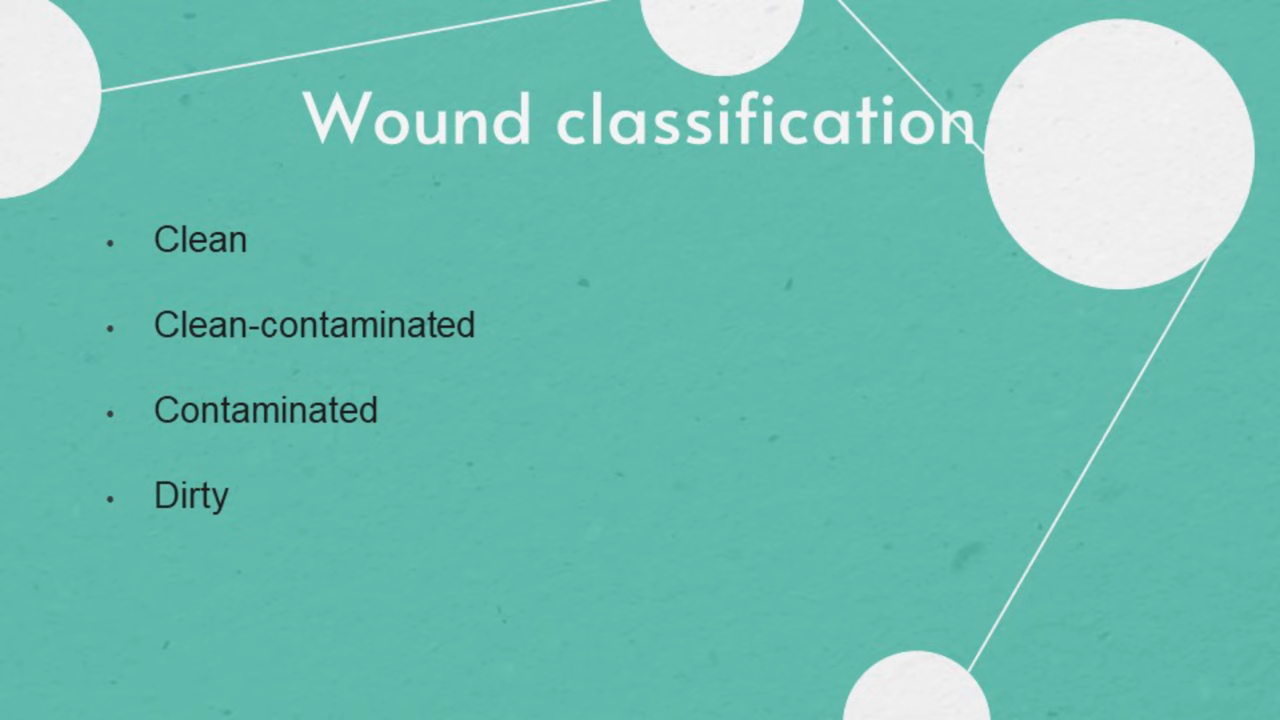 Wound classification
• Clean
• Clean-contaminated
• Contaminated
• Dirty